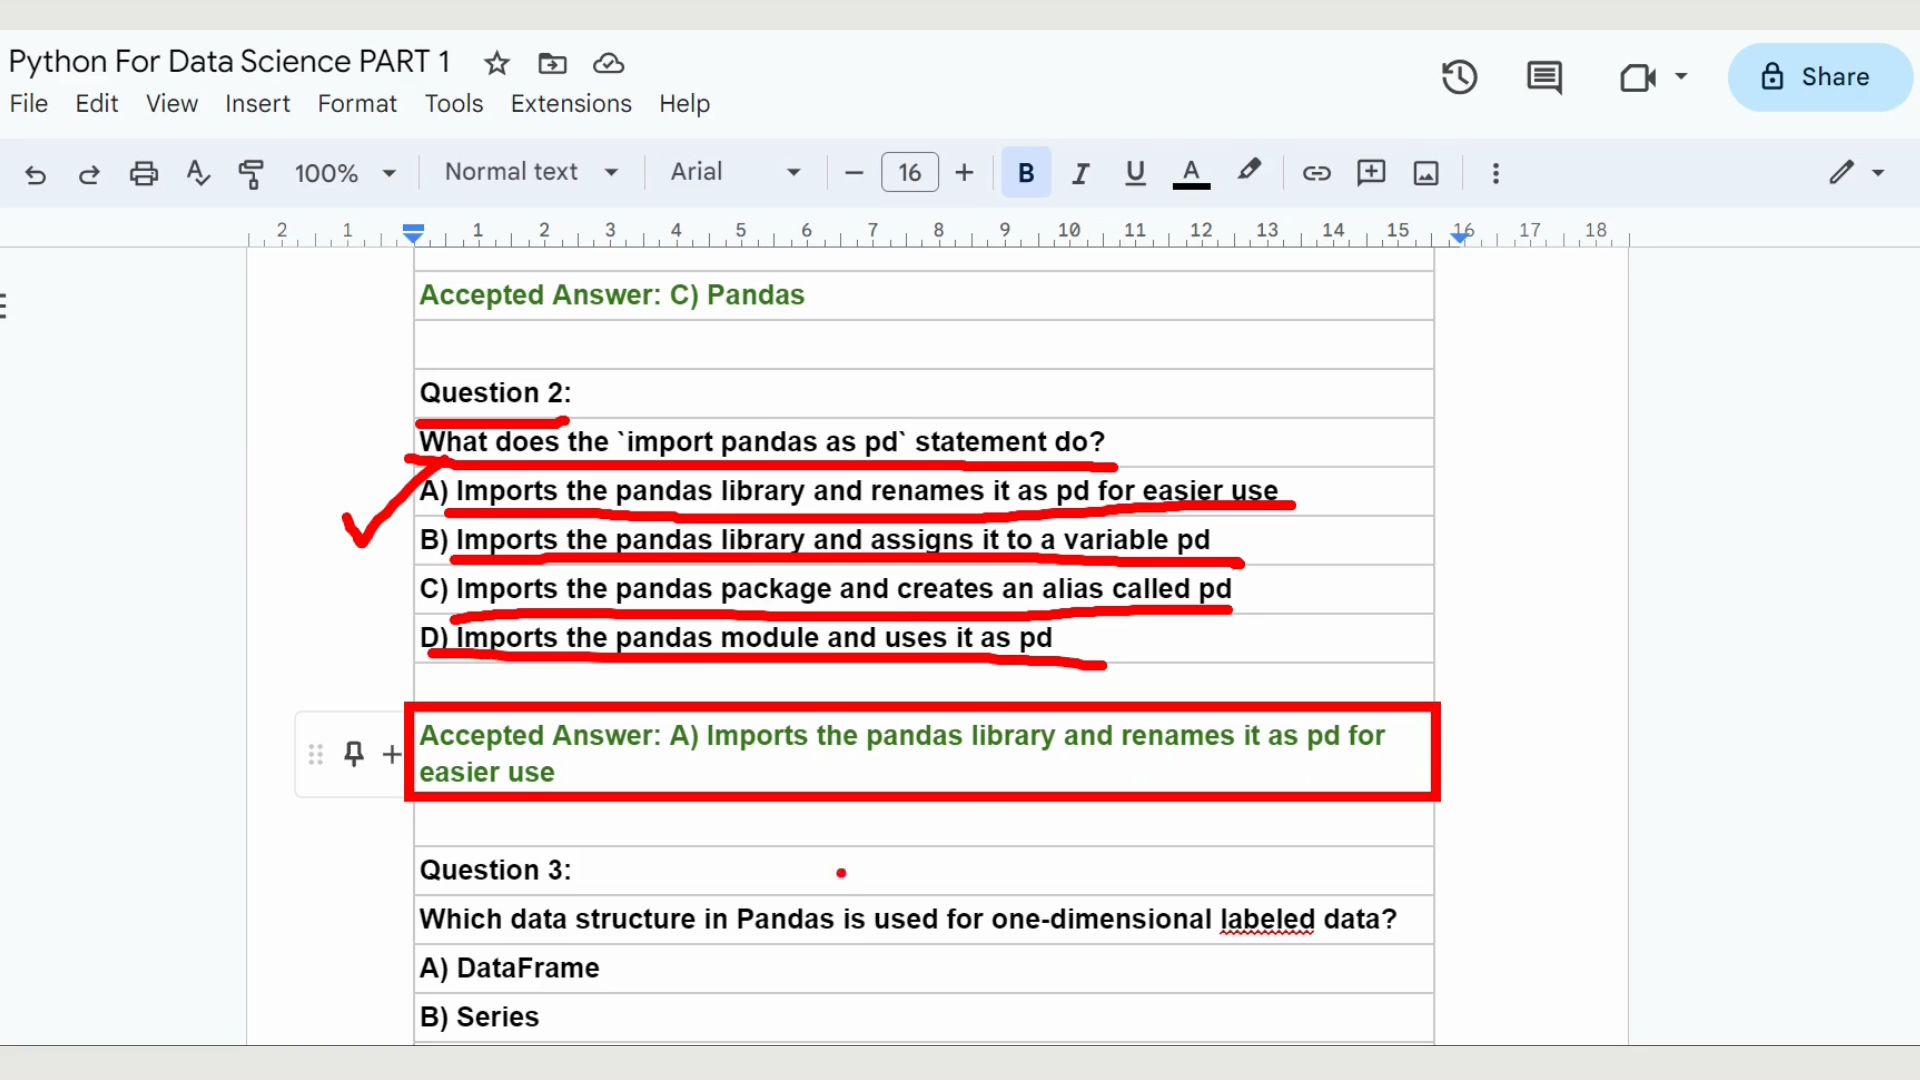 Python For Data Science PART 1
File Edit View Insert Format Tools Extensions Help
Share
100% Normal text Arial 16 B I U A
2 1 1 2 3 4 5 6 7 8 9 10 11 12 13 14 15 16 17 18
Accepted Answer: C) Pandas
Question 2:
What does the `import pandas as pd` statement do?
A) Imports the pandas library and renames it as pd for easier use
B) Imports the pandas library and assigns it to a variable pd
C) Imports the pandas package and creates an alias called pd
D) Imports the pandas module and uses it as pd
Accepted Answer: A) Imports the pandas library and renames it as pd for
easier use
Question 3:
Which data structure in Pandas is used for one-dimensional labeled data?
A) DataFrame
B) Series